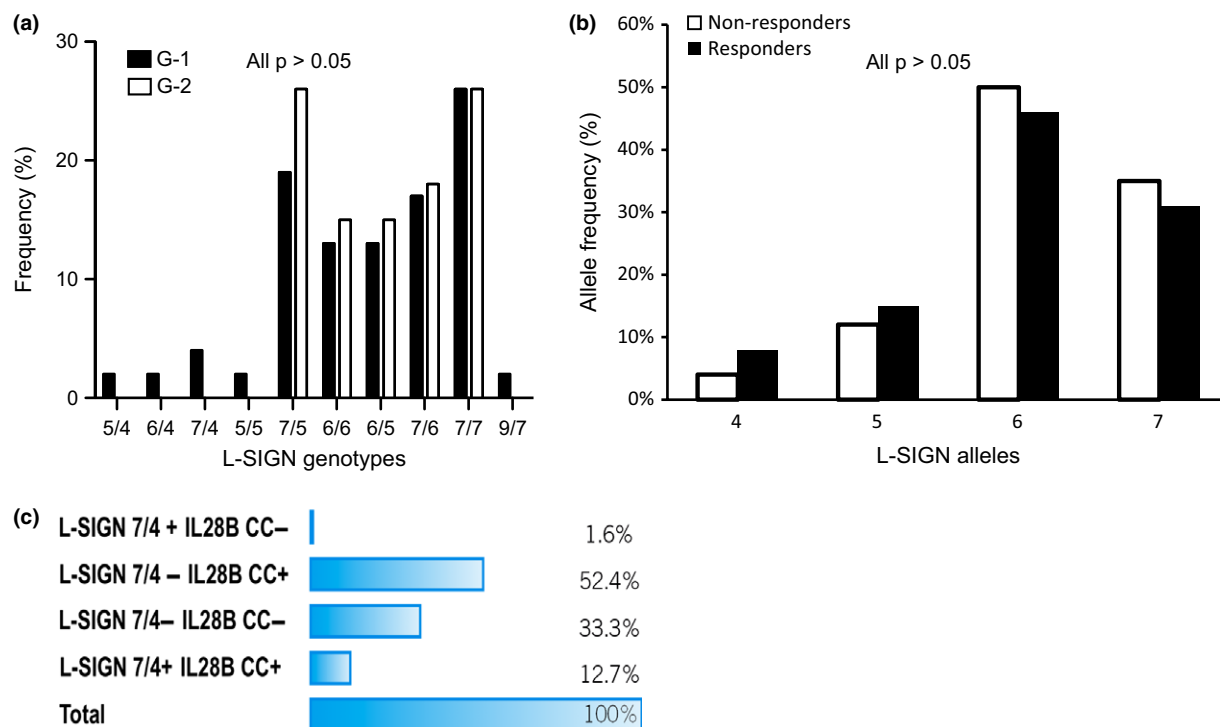 (a)
30
20
10
0
Frequency (%)
G-1
G-2
All p > 0.05
5/4 6/4 7/4 5/5 7/5 6/6 6/5 7/6 7/7 9/7
L-SIGN genotypes
(b)
60%
50%
40%
30%
20%
10%
0%
Allele frequency (%)
Non-responders
Responders
All p > 0.05
4 5 6 7
L-SIGN alleles
(c)
L-SIGN 7/4 + IL28B CC– 1.6%
L-SIGN 7/4 – IL28B CC+ 52.4%
L-SIGN 7/4– IL28B CC– 33.3%
L-SIGN 7/4+ IL28B CC+ 12.7%
Total 100%